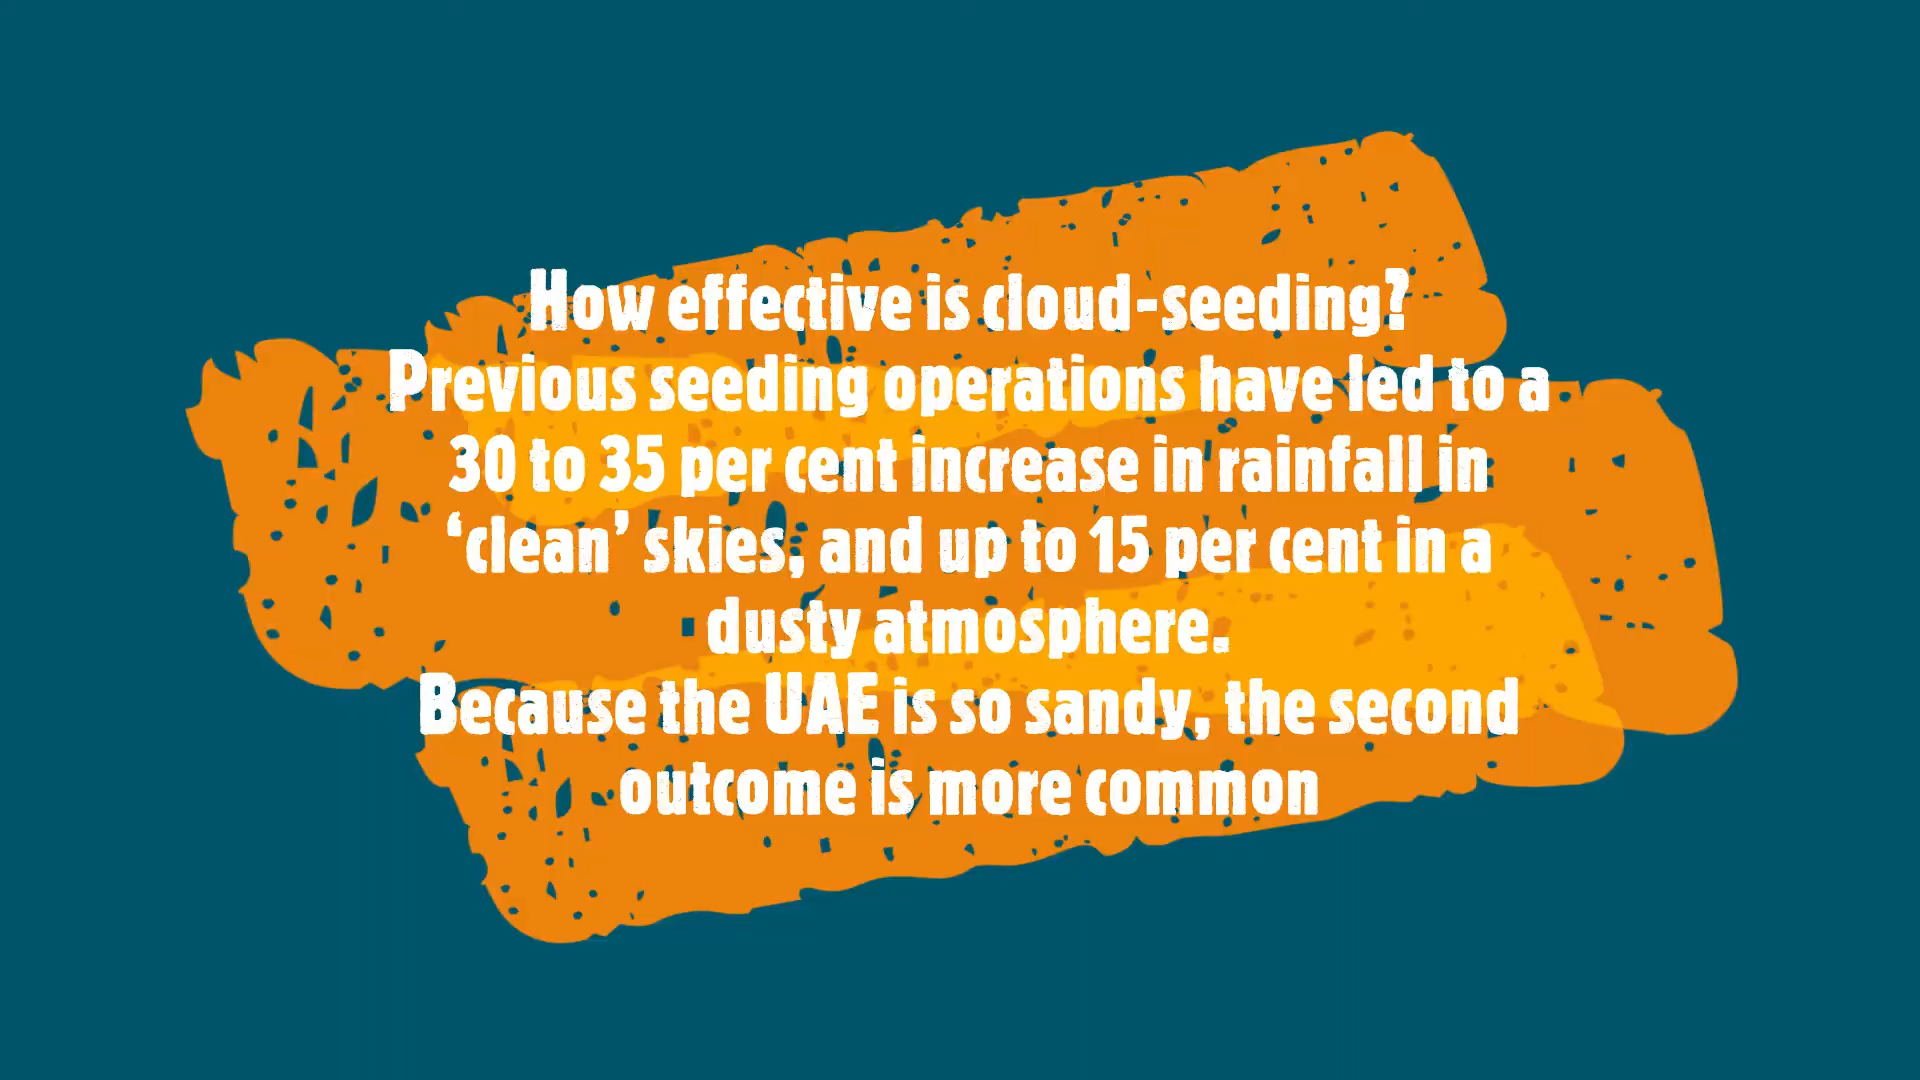 How effective is cloud-seeding?
Previous seeding operations have led to a
30 to 35 per cent increase in rainfall in
‘clean’ skies, and up to 15 per cent in a
dusty atmosphere.
Because the UAE is so sandy, the second
outcome is more common